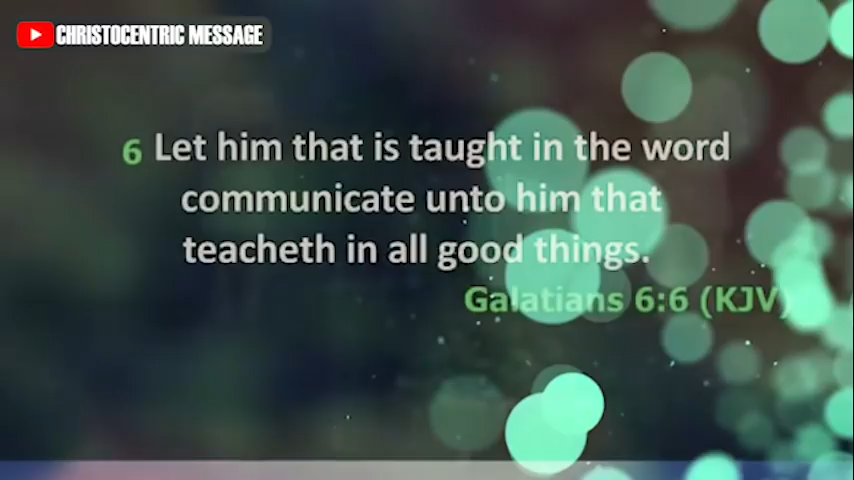 CHRISTOCENTRIC MESSAGE
6 Let him that is taught in the word
communicate unto him that
teacheth in all good things.
Galatians 6:6 (KJV)